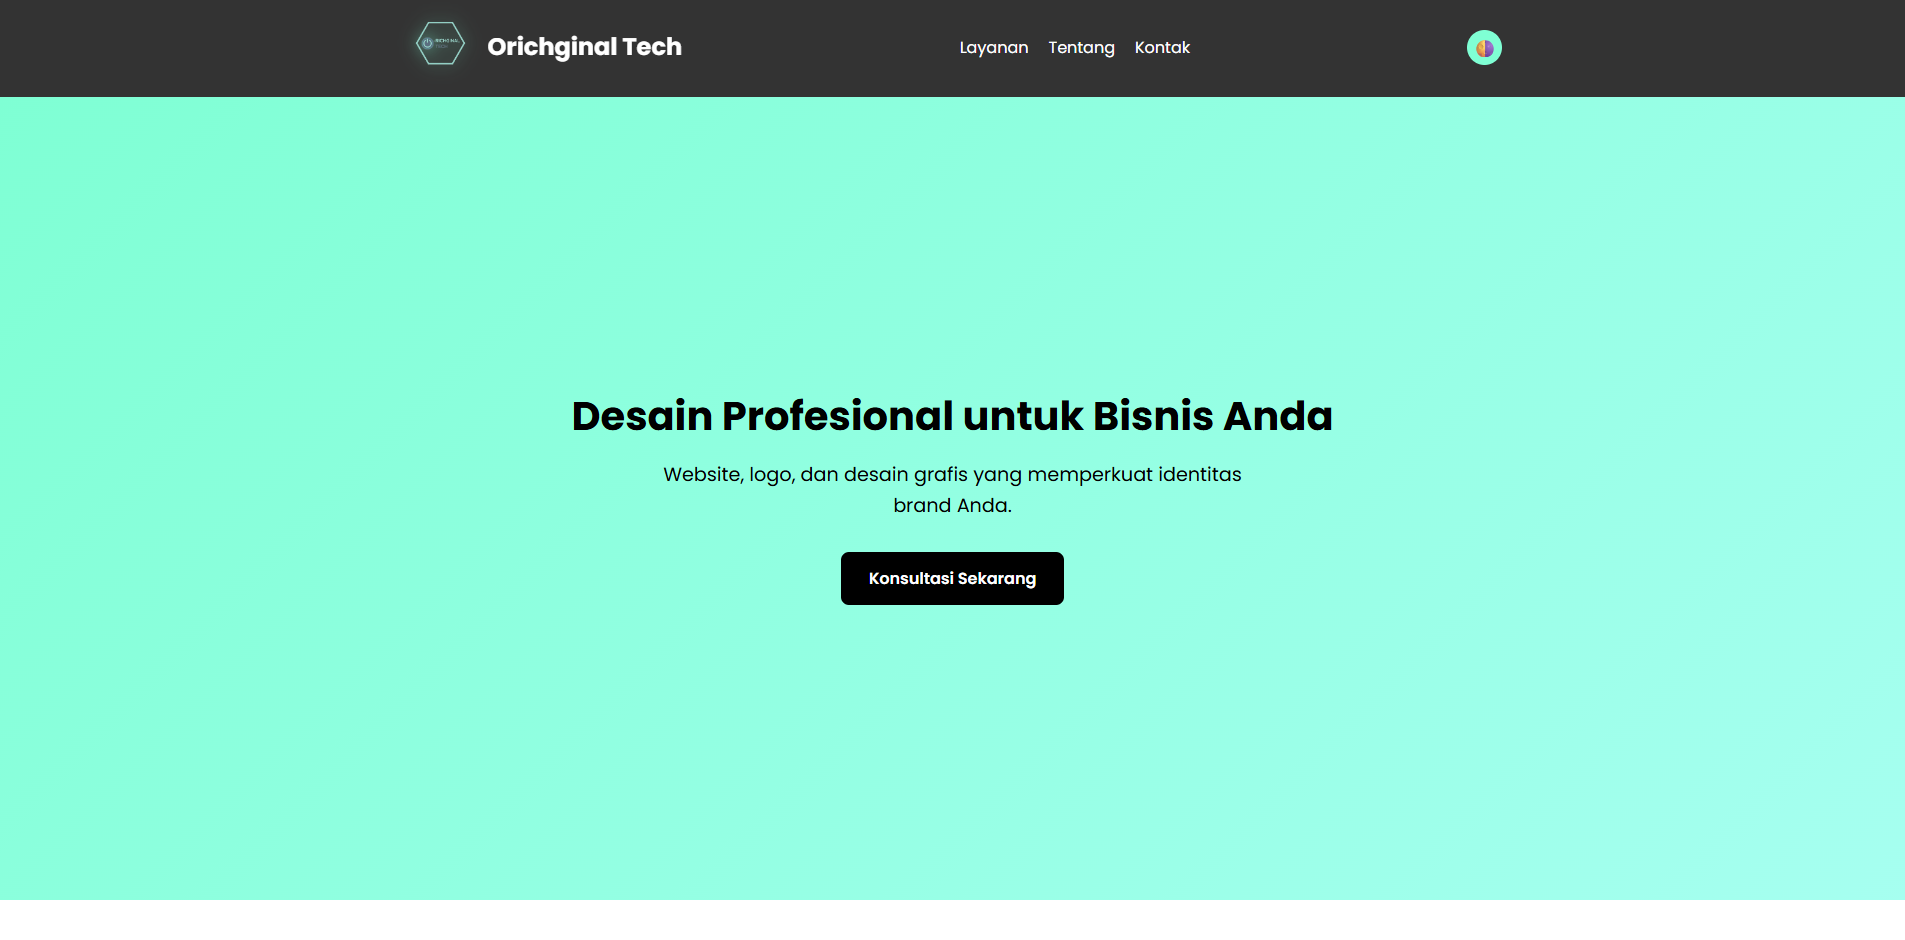 Orichginal Tech
Layanan Tentang Kontak
Desain Profesional untuk Bisnis Anda
Website, logo, dan desain grafis yang memperkuat identitas
brand Anda.
Konsultasi Sekarang